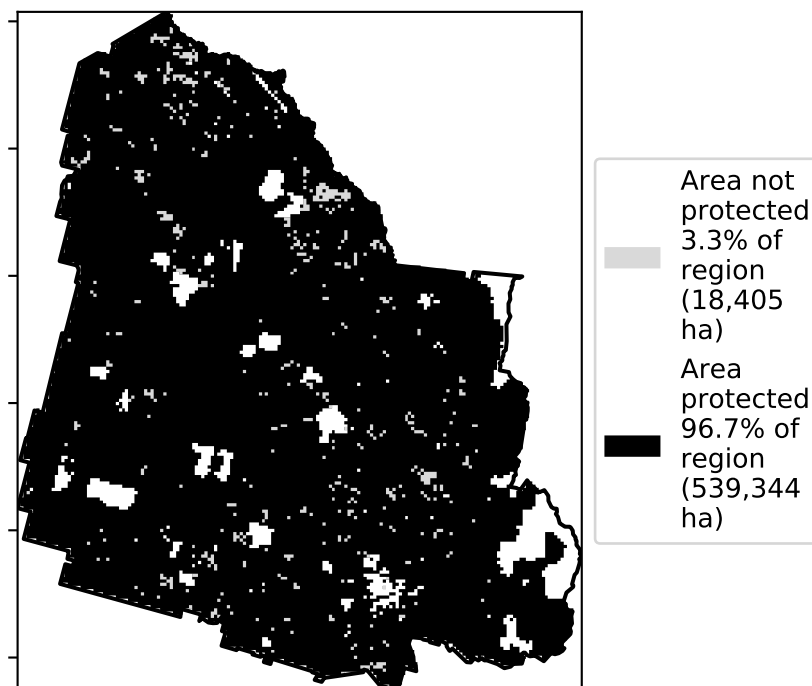 Area not
protected
3.3% of
region
(18,405
ha)
Area
protected
96.7% of
region
(539,344
ha)